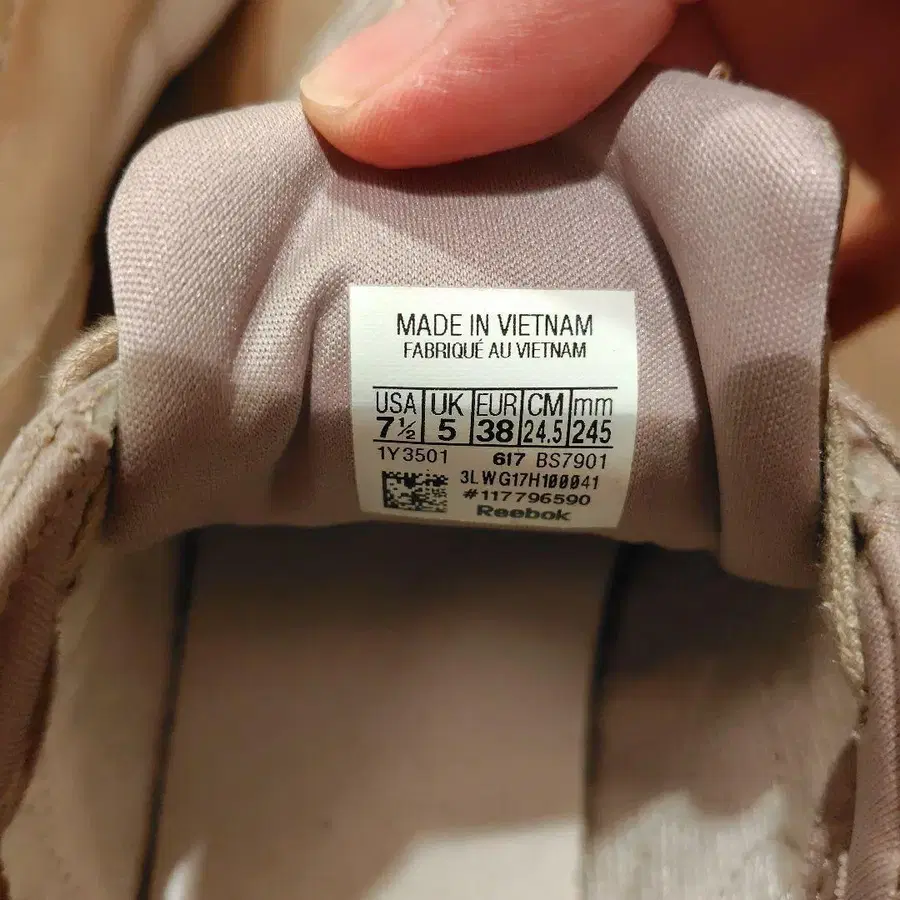 MADE IN VIETNAM
FABRIQUÉ AU VIETNAM
USA UK EUR CM mm
7½ 5 38 24.5 245
1Y3501 617 BS7901
3LWG17H100041
#117796590
Reebok